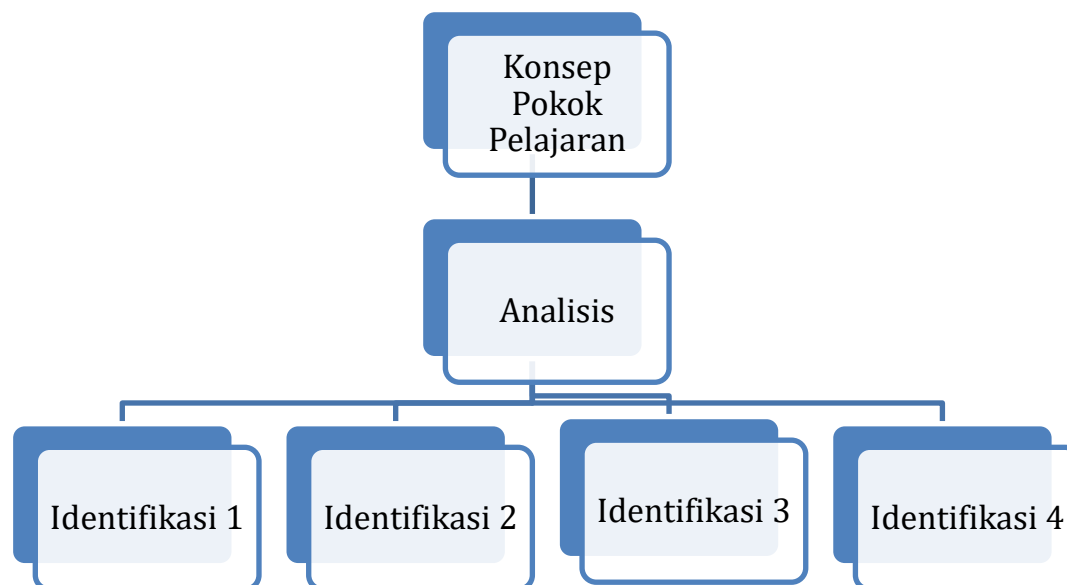 Konsep
Pokok
Pelajaran
Analisis
Identifikasi 1
Identifikasi 2
Identifikasi 3
Identifikasi 4